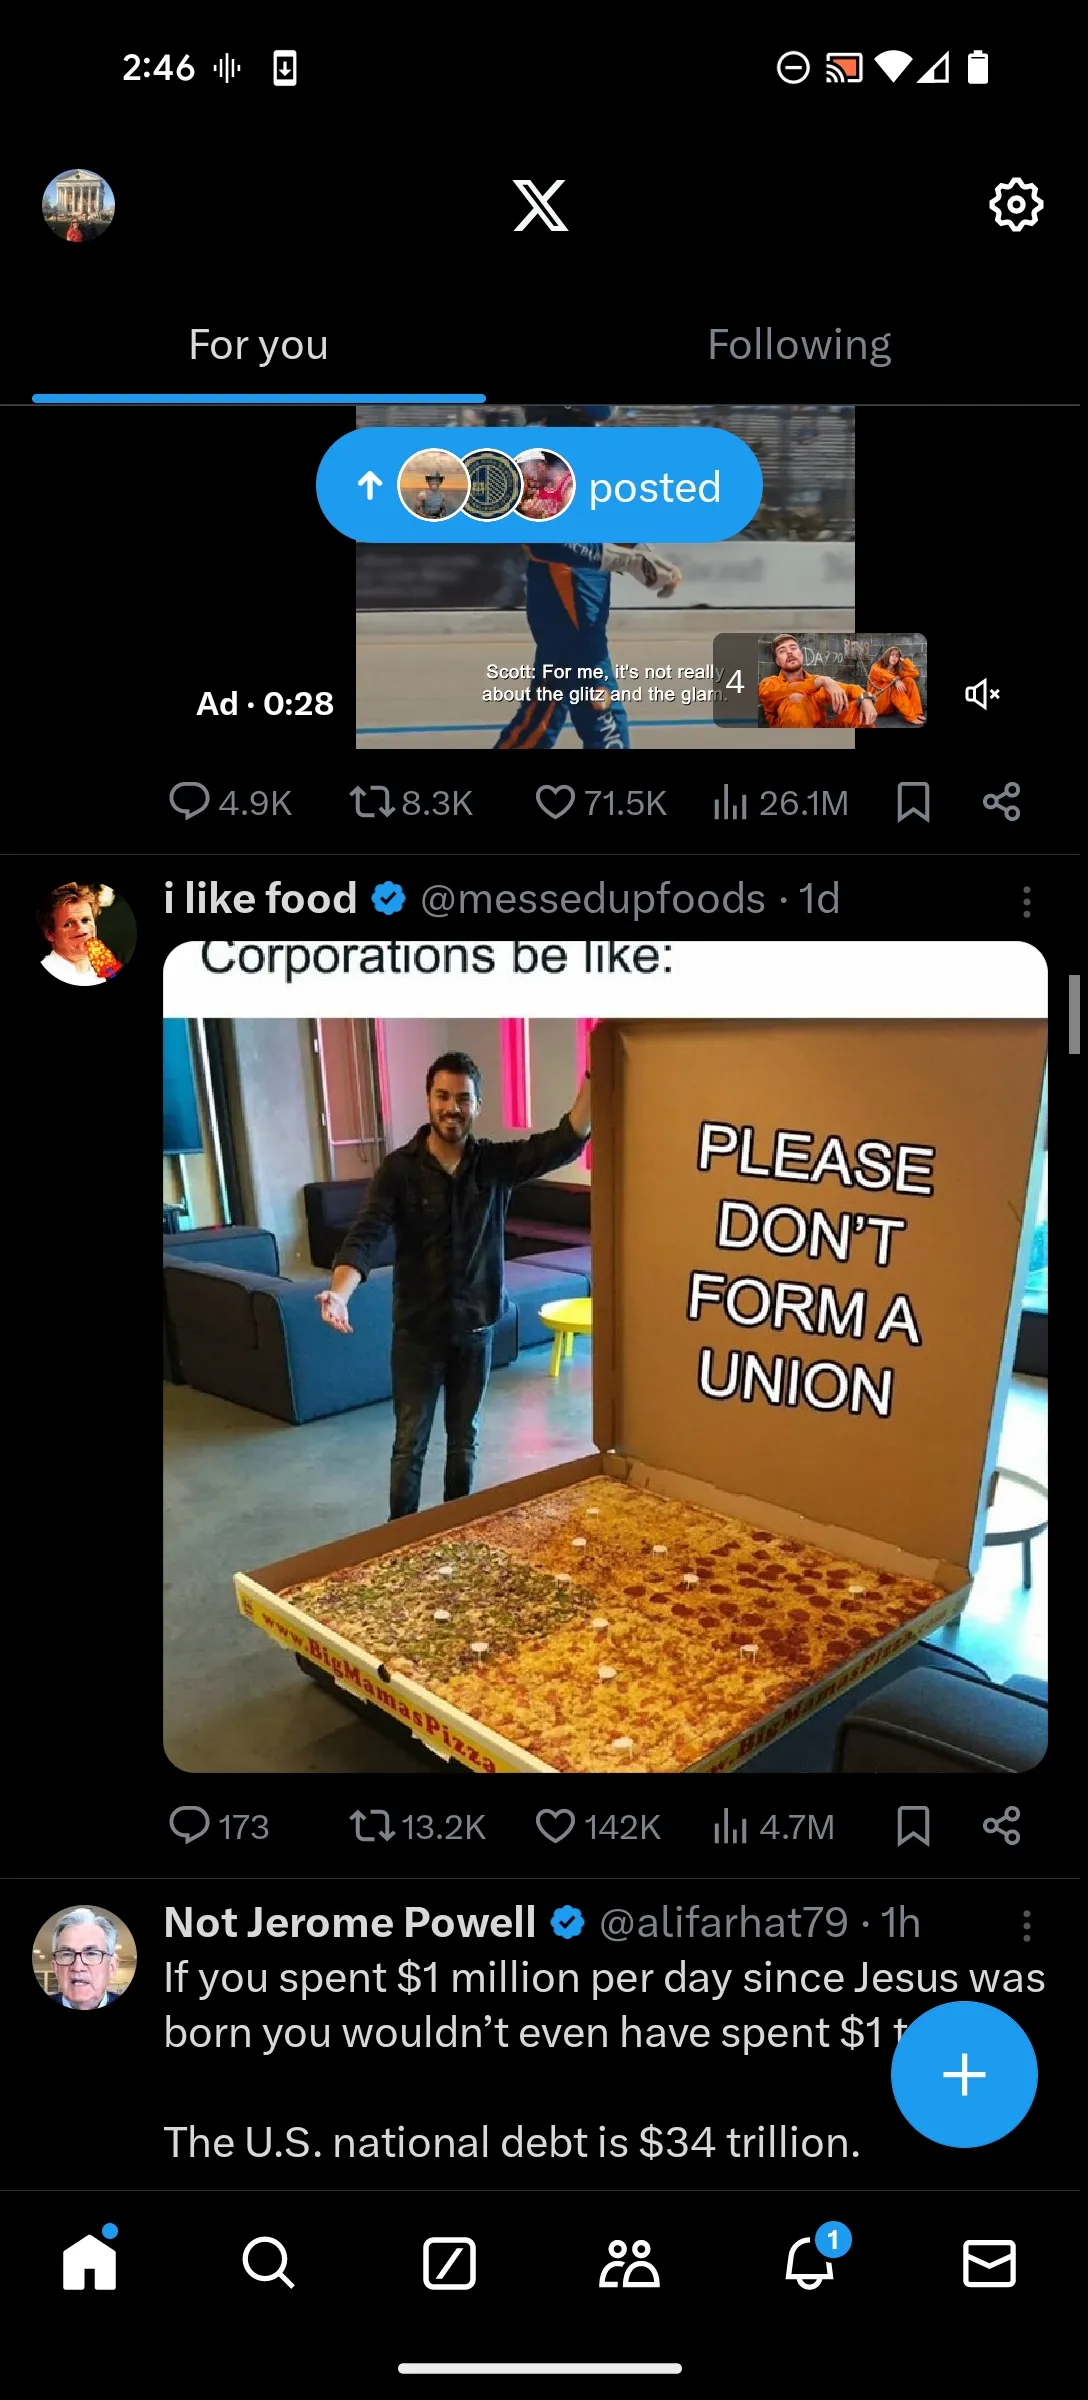 2:46
For you
Following
posted
Scott: For me, it's not really
about the glitz and the glam.
4
DAY 70
Ad · 0:28
4.9K
8.3K
71.5K
26.1M
i like food @messedupfoods · 1d
Corporations be like:
PLEASE
DON'T
FORM A
UNION
www.BigMamasPizza
173
13.2K
142K
4.7M
Not Jerome Powell @alifarhat79 · 1h
If you spent $1 million per day since Jesus was
born you wouldn’t even have spent $1 t
The U.S. national debt is $34 trillion.
1